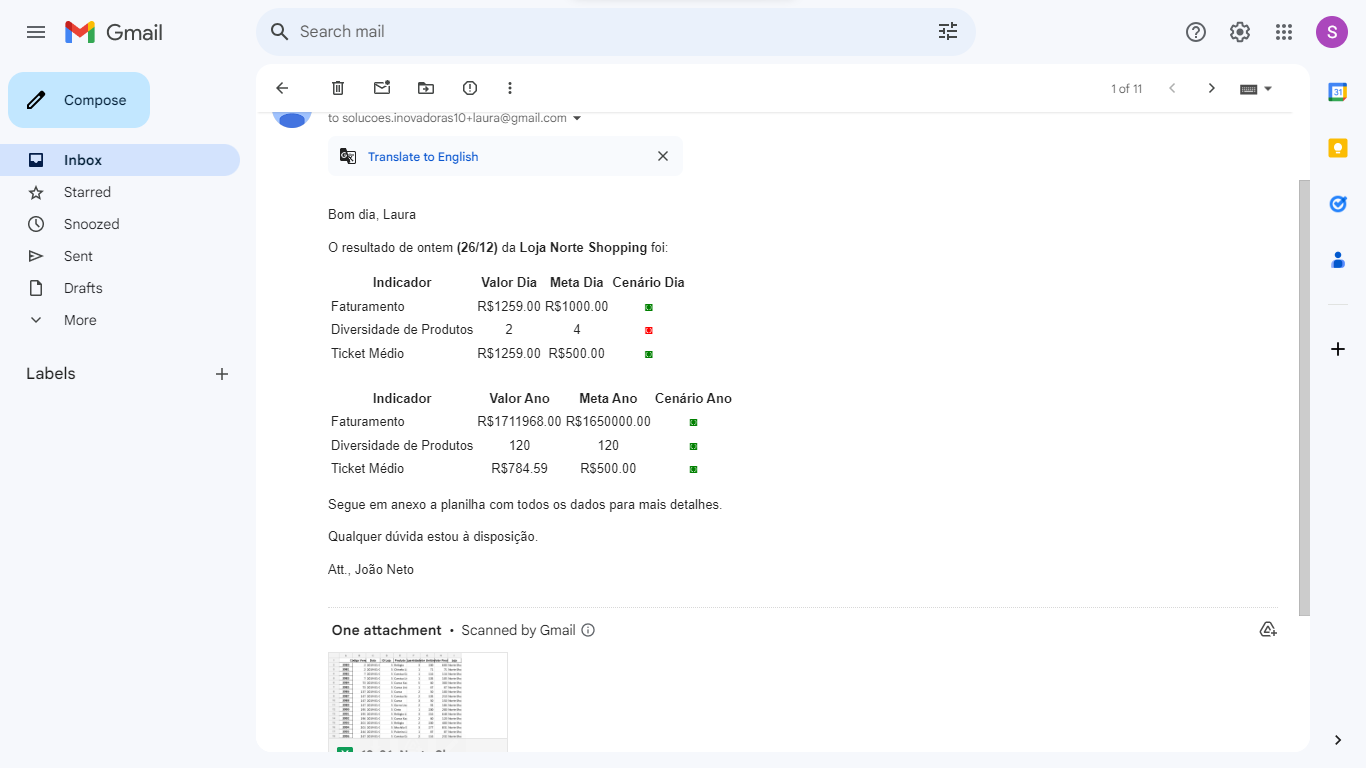 Gmail
Search mail
S
Compose
1 of 11
31
Inbox
Starred
Snoozed
Sent
Drafts
More
Labels
to solucoes.inovadoras10+laura@gmail.com
Translate to English
Bom dia, Laura
O resultado de ontem (26/12) da Loja Norte Shopping foi:
Indicador Valor Dia Meta Dia Cenário Dia
Faturamento R$1259.00 R$1000.00
Diversidade de Produtos 2 4
Ticket Médio R$1259.00 R$500.00
Indicador Valor Ano Meta Ano Cenário Ano
Faturamento R$1711968.00 R$1650000.00
Diversidade de Produtos 120 120
Ticket Médio R$784.59 R$500.00
Segue em anexo a planilha com todos os dados para mais detalhes.
Qualquer dúvida estou à disposição.
Att., João Neto
One attachment • Scanned by Gmail